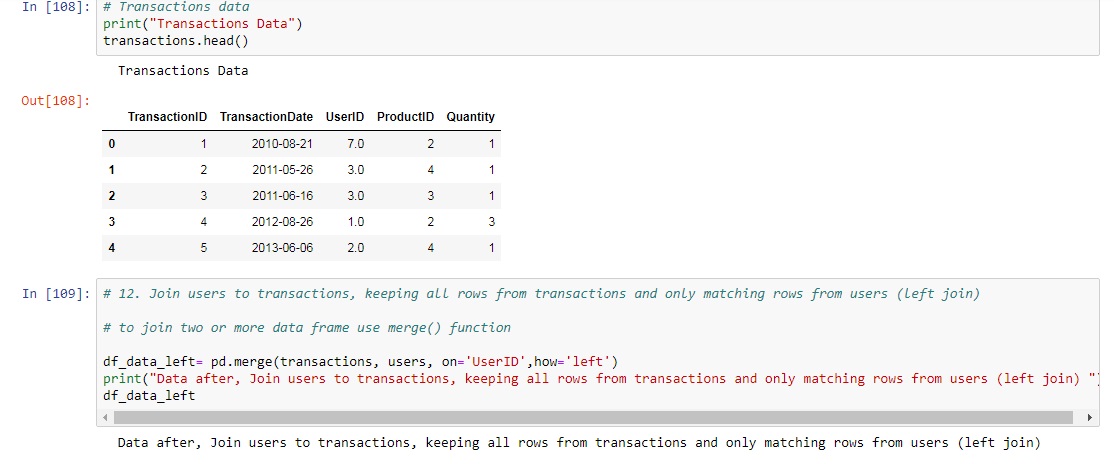 In [108]: # Transactions data
print("Transactions Data")
transactions.head()
Transactions Data
Out[108]:
TransactionID TransactionDate UserID ProductID Quantity
0 1 2010-08-21 7.0 2 1
1 2 2011-05-26 3.0 4 1
2 3 2011-06-16 3.0 3 1
3 4 2012-08-26 1.0 2 3
4 5 2013-06-06 2.0 4 1
In [109]: # 12. Join users to transactions, keeping all rows from transactions and only matching rows from users (left join)
# to join two or more data frame use merge() function
df_data_left= pd.merge(transactions, users, on='UserID',how='left')
print("Data after, Join users to transactions, keeping all rows from transactions and only matching rows from users (left join) ")
df_data_left
Data after, Join users to transactions, keeping all rows from transactions and only matching rows from users (left join)